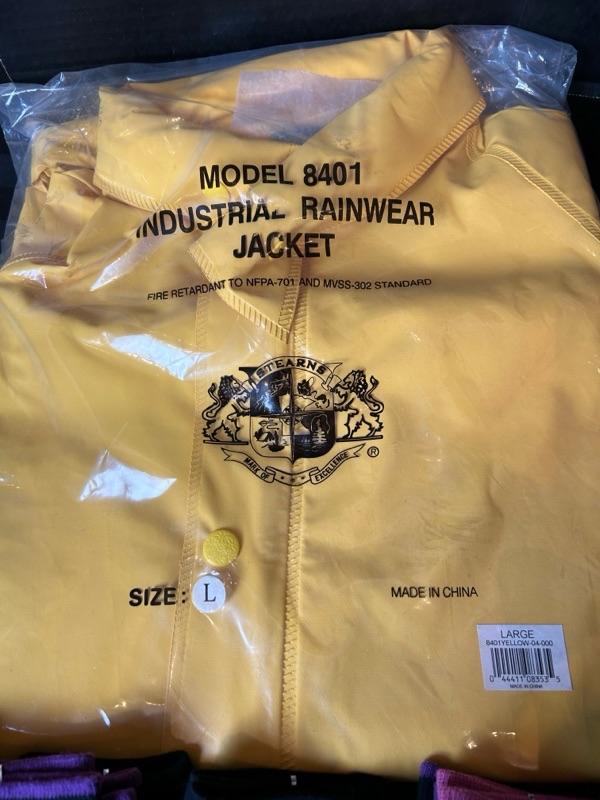 MODEL 8401
INDUSTRIAL RAINWEAR
JACKET
FIRE RETARDANT TO NFPA-701 AND MVSS-302 STANDARD
STEARNS
MARK OF EXCELLENCE
®
SIZE: L
MADE IN CHINA
LARGE
8401YELLOW-04-000
0 44411 08353 5
MADE IN CHINA